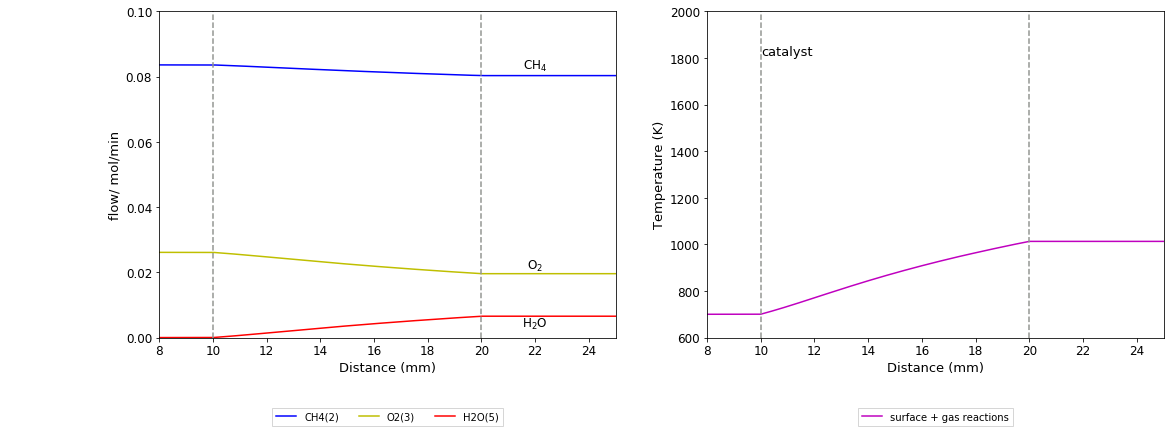 0.10
0.08
0.06
0.04
0.02
0.00
flow/ mol/min
CH₄
O₂
H₂O
8 10 12 14 16 18 20 22 24
Distance (mm)
CH4(2) O2(3) H2O(5)
2000
1800
1600
1400
1200
1000
800
600
Temperature (K)
catalyst
8 10 12 14 16 18 20 22 24
Distance (mm)
surface + gas reactions